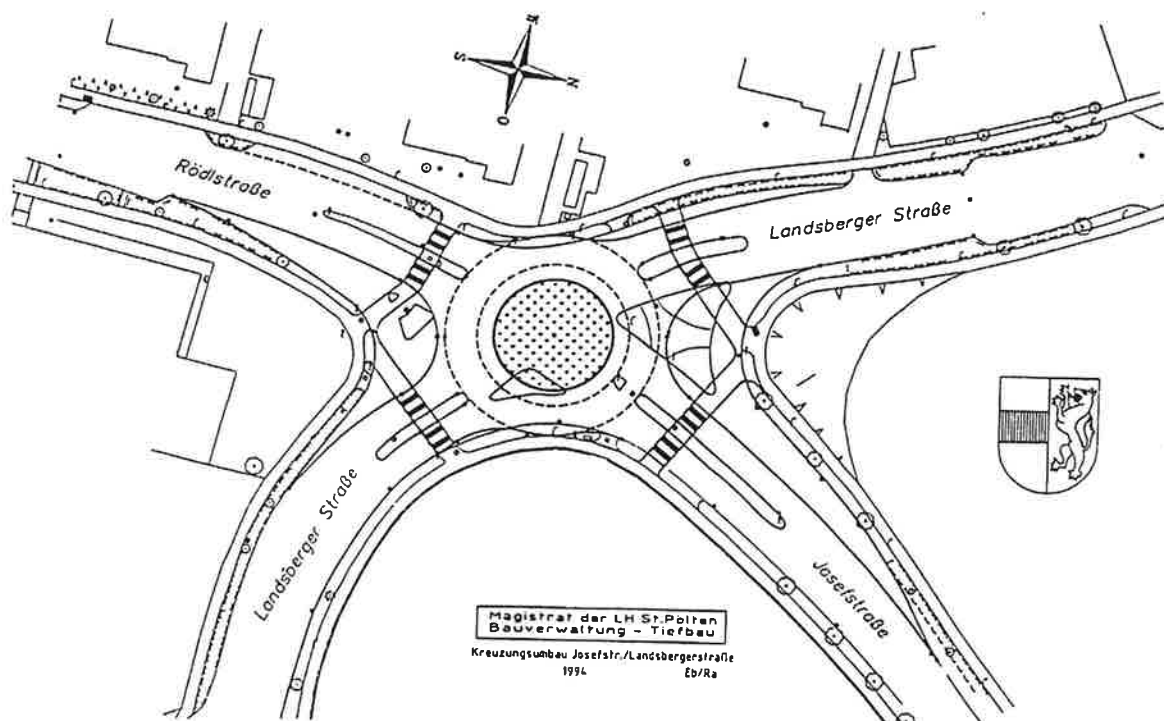 W
S
N
O
Rödlstraße
Landsberger Straße
Landsberger Straße
Josefstraße
Magistrat der LH St.Pölten
Bauverwaltung - Tiefbau
Kreuzungsumbau Josefstr./Landsbergerstraße
1994 Eb/Ra